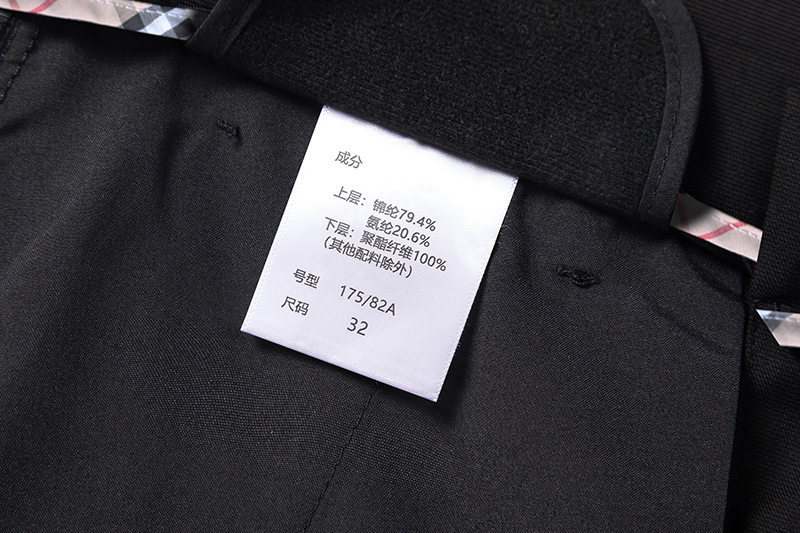 成分
上层：锦纶79.4%
氨纶20.6%
下层：聚酯纤维100%
(其他配料除外)
号型 175/82A
尺码 32